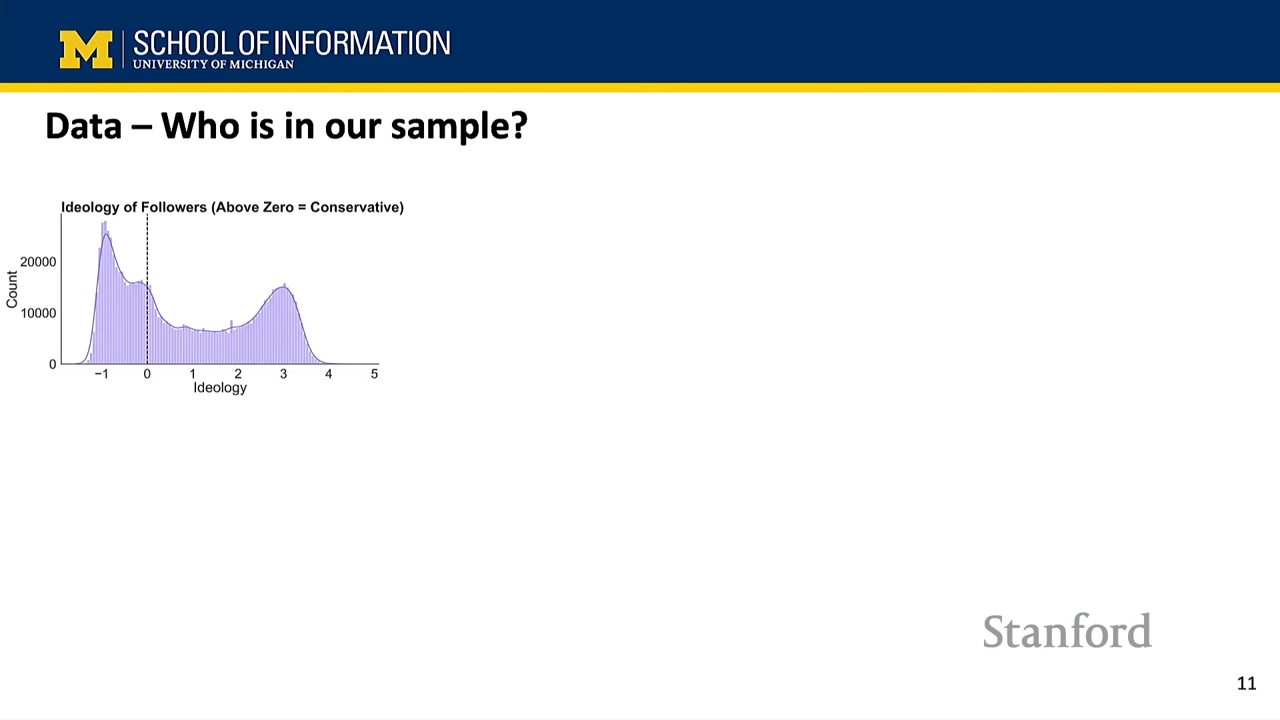 M SCHOOL OF INFORMATION
UNIVERSITY OF MICHIGAN
Data – Who is in our sample?
Ideology of Followers (Above Zero = Conservative)
Count
20000
10000
0
−1 0 1 2 3 4 5
Ideology
Stanford
11